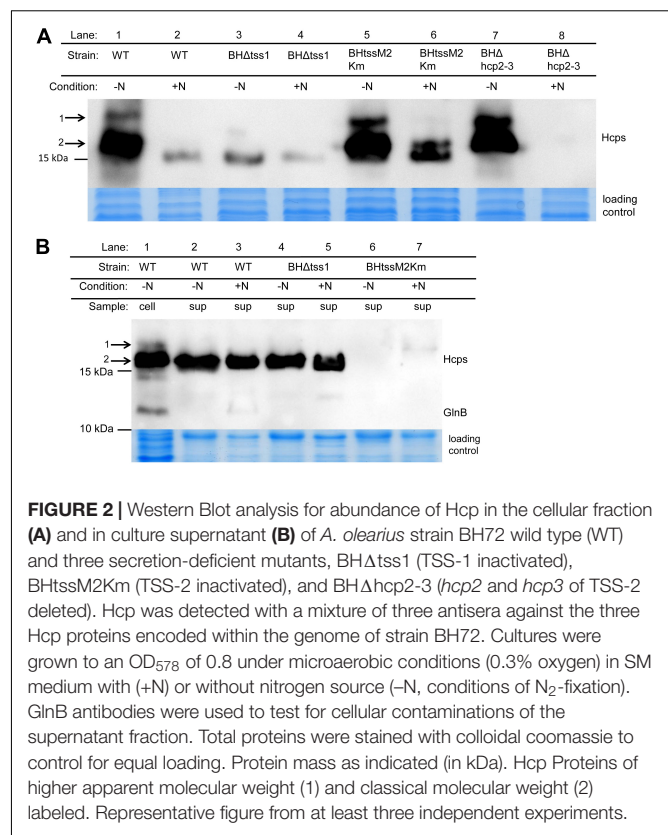 A
Lane: 1 2 3 4 5 6 7 8
Strain: WT WT BHΔtss1 BHΔtss1 BHtssM2 Km BHtssM2 Km BHΔ hcp2-3 BHΔ hcp2-3
Condition: -N +N -N +N -N +N -N +N
1
2
15 kDa
Hcps
loading
control
B
Lane: 1 2 3 4 5 6 7
Strain: WT WT WT BHΔtss1 BHtssM2Km
Condition: -N -N +N -N +N -N +N
Sample: cell sup sup sup sup sup sup
1
2
15 kDa
Hcps
GlnB
10 kDa
loading
control
FIGURE 2 | Western Blot analysis for abundance of Hcp in the cellular fraction
(A) and in culture supernatant (B) of A. olearius strain BH72 wild type (WT)
and three secretion-deficient mutants, BHΔtss1 (TSS-1 inactivated),
BHtssM2Km (TSS-2 inactivated), and BHΔhcp2-3 (hcp2 and hcp3 of TSS-2
deleted). Hcp was detected with a mixture of three antisera against the three
Hcp proteins encoded within the genome of strain BH72. Cultures were
grown to an OD₅₇₈ of 0.8 under microaerobic conditions (0.3% oxygen) in SM
medium with (+N) or without nitrogen source (–N, conditions of N₂-fixation).
GlnB antibodies were used to test for cellular contaminations of the
supernatant fraction. Total proteins were stained with colloidal coomassie to
control for equal loading. Protein mass as indicated (in kDa). Hcp Proteins of
higher apparent molecular weight (1) and classical molecular weight (2)
labeled. Representative figure from at least three independent experiments.